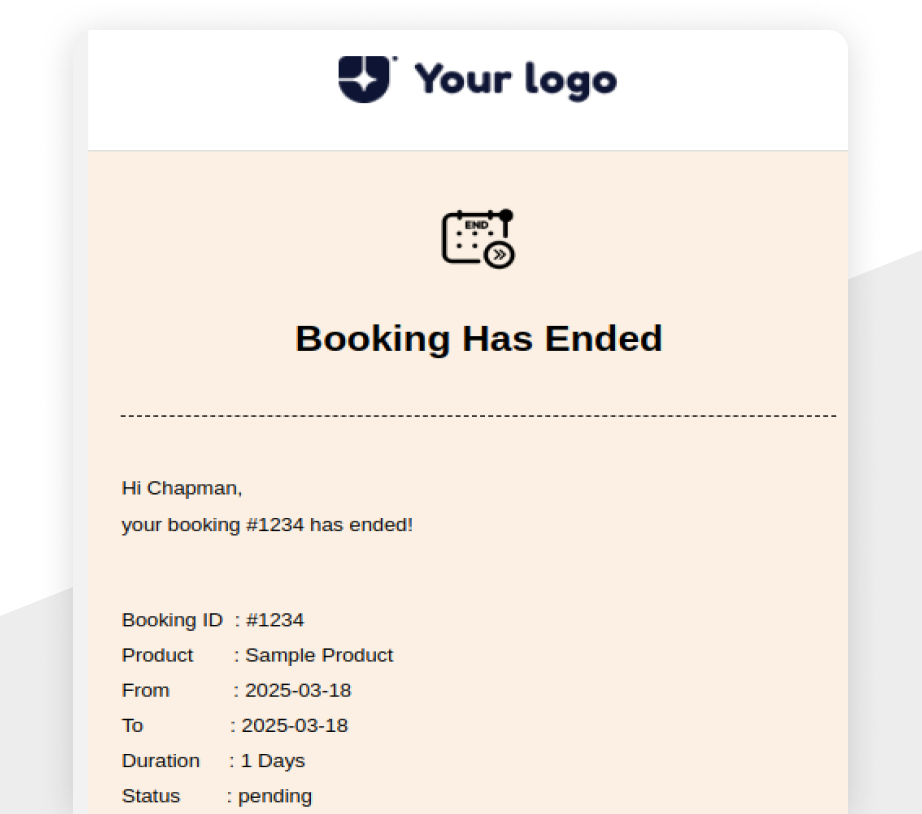 Your logo
END
Booking Has Ended
Hi Chapman,
your booking #1234 has ended!
Booking ID : #1234
Product : Sample Product
From : 2025-03-18
To : 2025-03-18
Duration : 1 Days
Status : pending